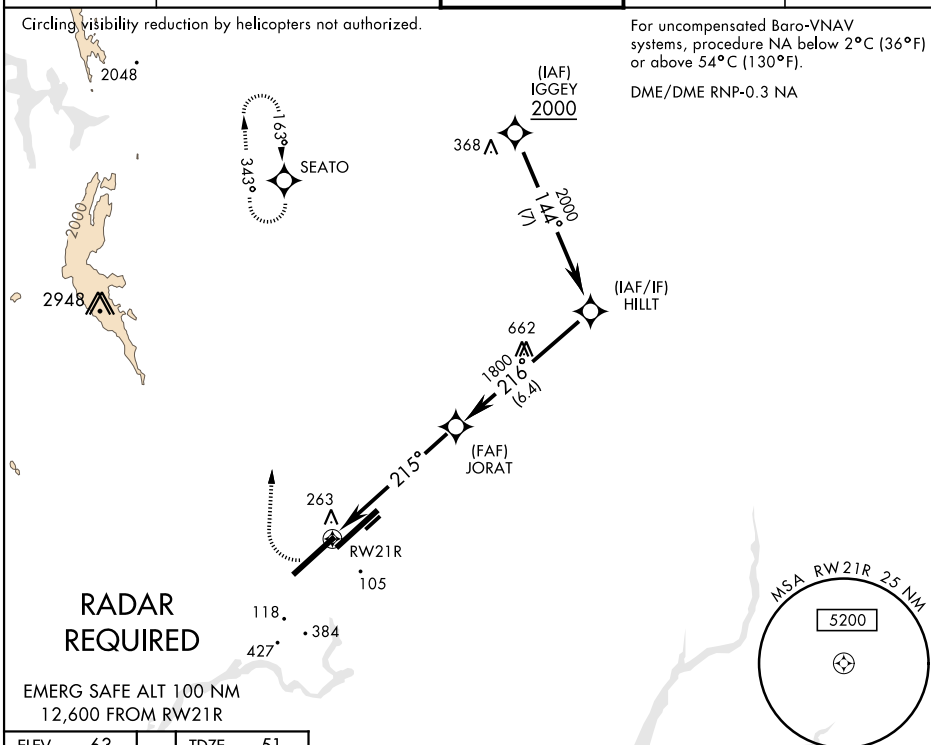 Circling visibility reduction by helicopters not authorized.
For uncompensated Baro-VNAV
systems, procedure NA below 2°C (36°F)
or above 54°C (130°F).
DME/DME RNP-0.3 NA
2048
(IAF)
IGGEY
2000
368
163°
343°
SEATO
2000
144°
(7)
2000
2948
(IAF/IF)
HILLT
662
1800
216°
(6.4)
(FAF)
JORAT
215°
263
RW21R
105
118
384
427
RADAR
REQUIRED
MSA RW21R 25 NM
5200
EMERG SAFE ALT 100 NM
12,600 FROM RW21R
ELEV 63
TDZE 51